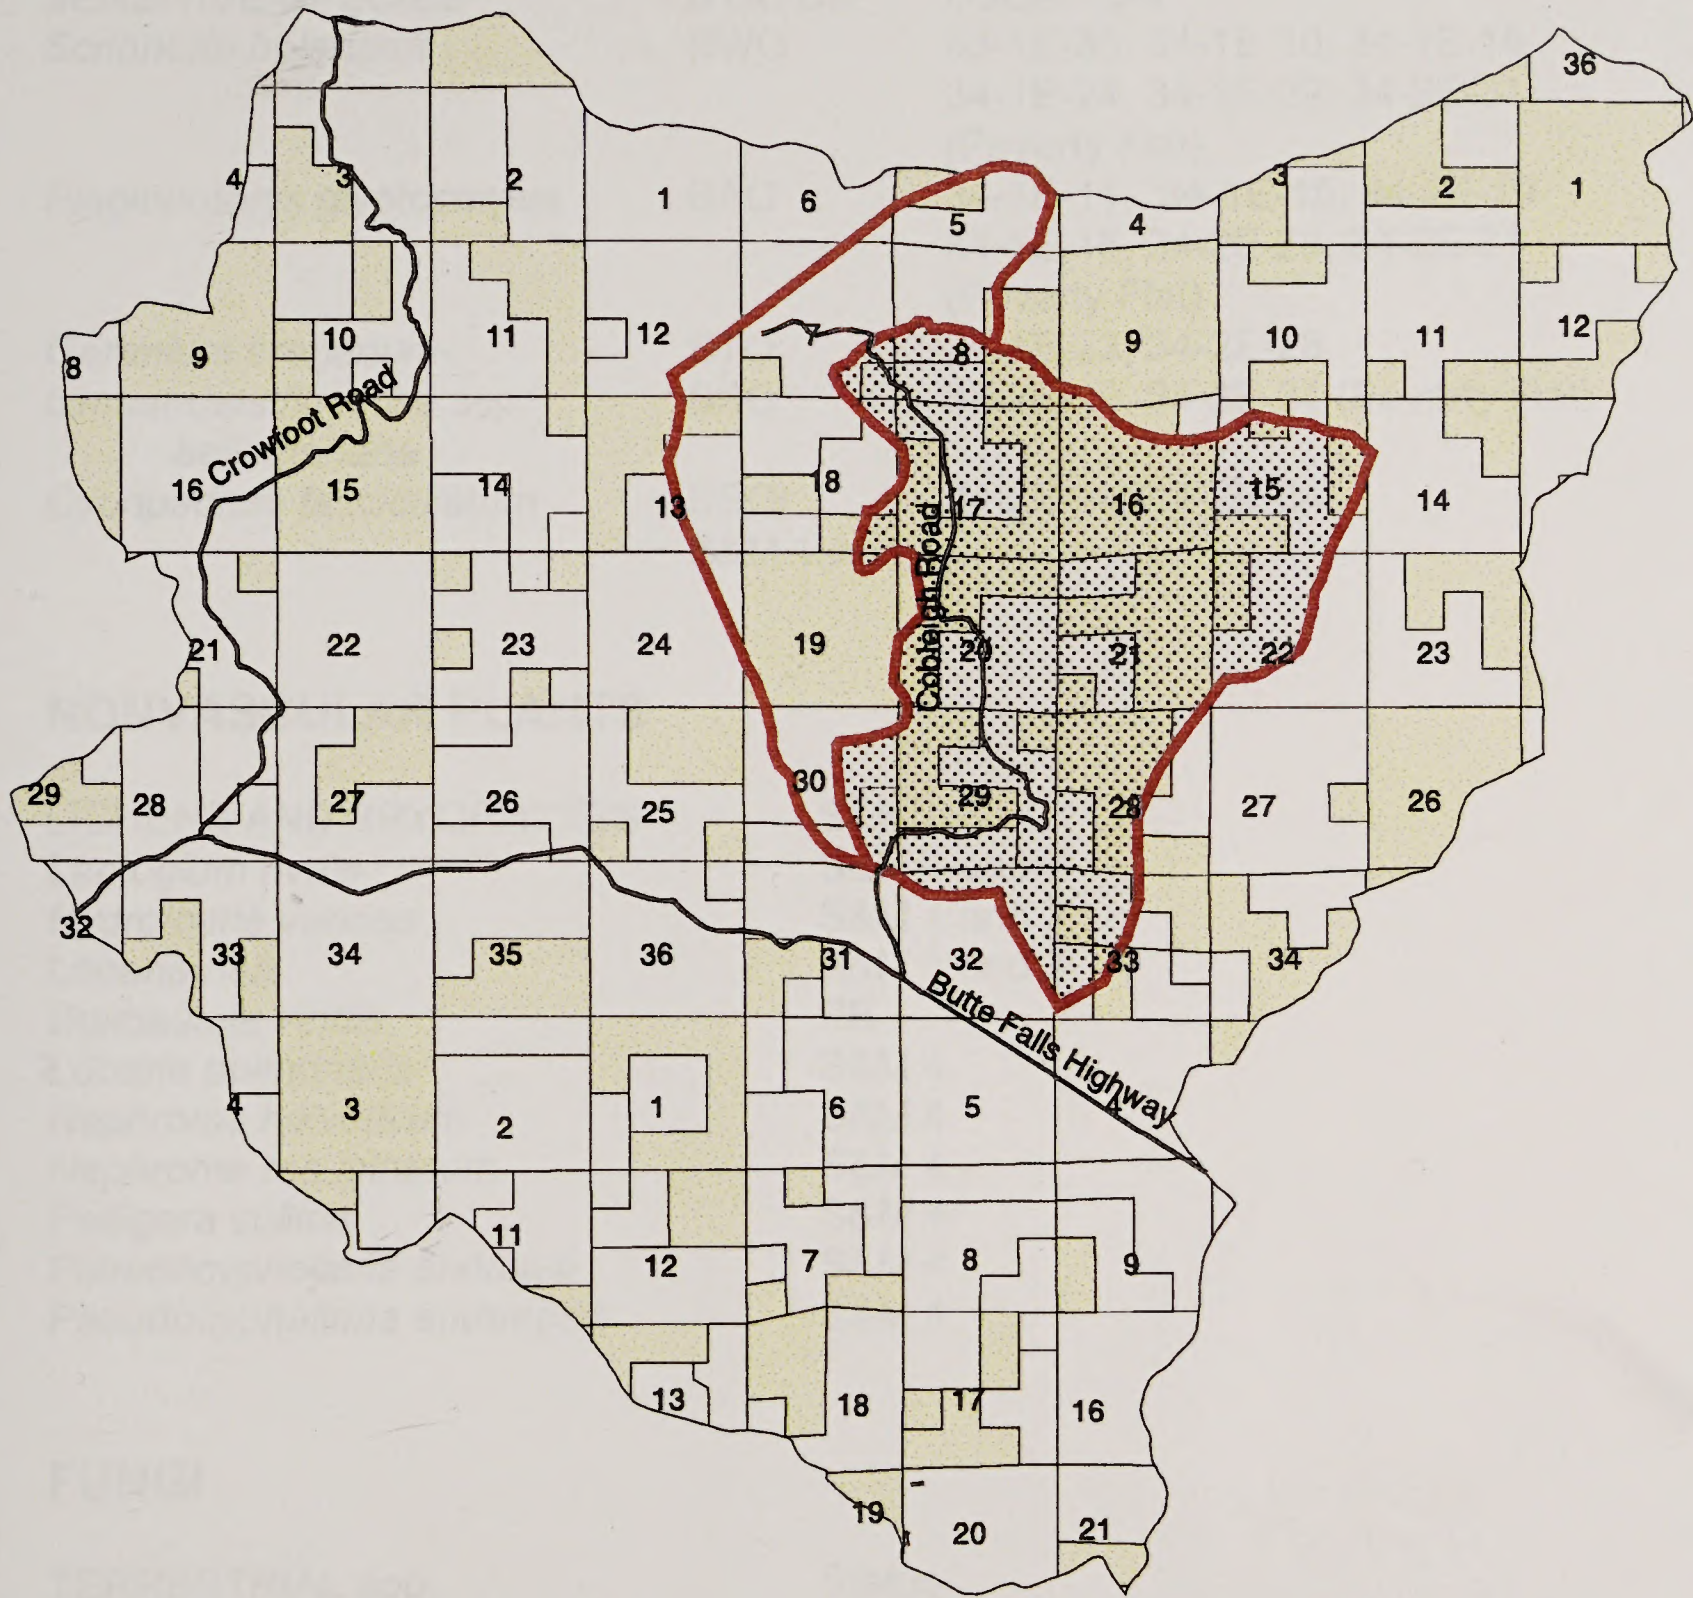 36
4 3 2 1 6 5 4 3 2 1
8 9 10 11 12 7 8 9 10 11 12
Crowfoot Road
16 15 14 13 18 17 16 15 14
Cobleigh Road
21 22 23 24 19 20 21 22 23
29 28 27 26 25 30 29 28 27 26
32 33 34 35 36 31 32 33 34
Butte Falls Highway
4 3 2 1 6 5 4
11 12 7 8 9
13 18 17 16
19 20 21
FUNGI